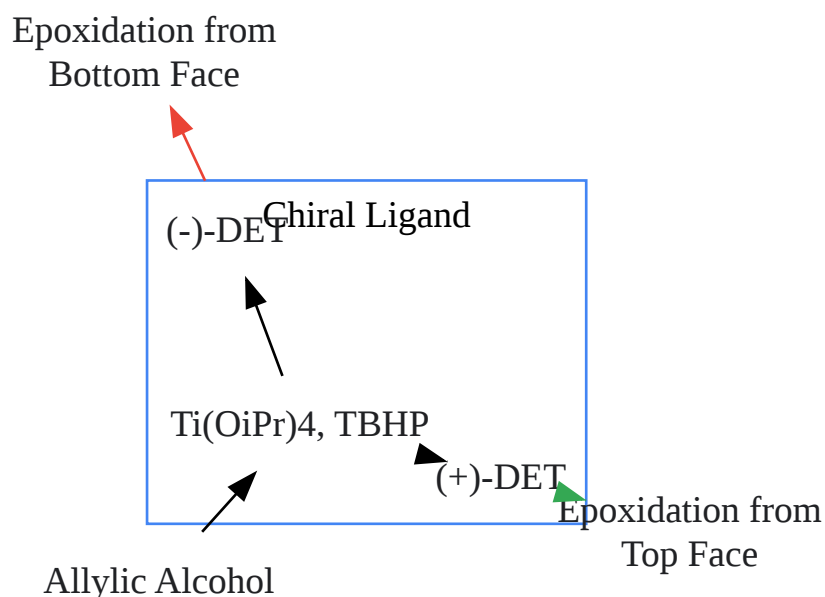 Epoxidation from
Bottom Face
Chiral Ligand
(-)-DET
Ti(OiPr)4, TBHP
(+)-DET
Epoxidation from
Top Face
Allylic Alcohol